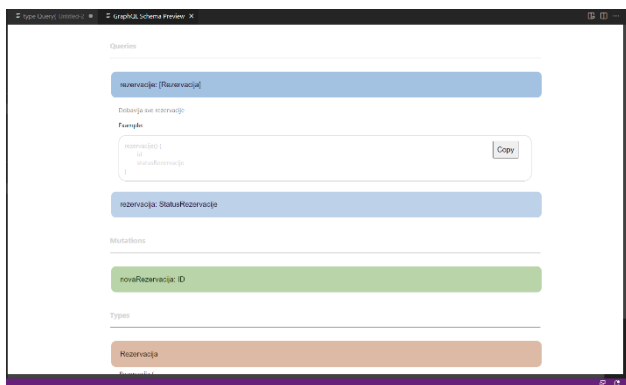 type Query{ Untitled-2
GraphQL Schema Preview
Queries
rezervacije: [Rezervacija]
Dobavlja sve rezervacije
Example
rezervacije() {
id
statusRezervacije
}
Copy
rezervacija: StatusRezervacije
Mutations
novaRezervacija: ID
Types
Rezervacija